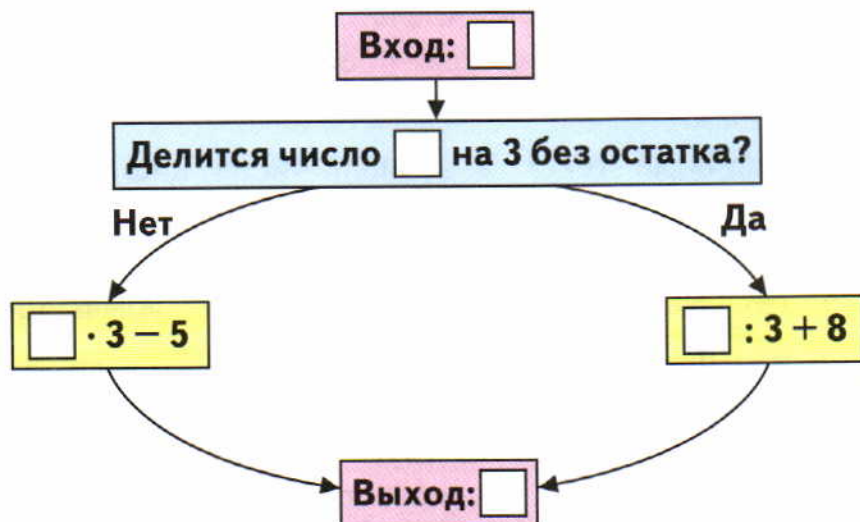 Вход: □
Делится число □ на 3 без остатка?
Нет
Да
□ · 3 − 5
□ : 3 + 8
Выход: □